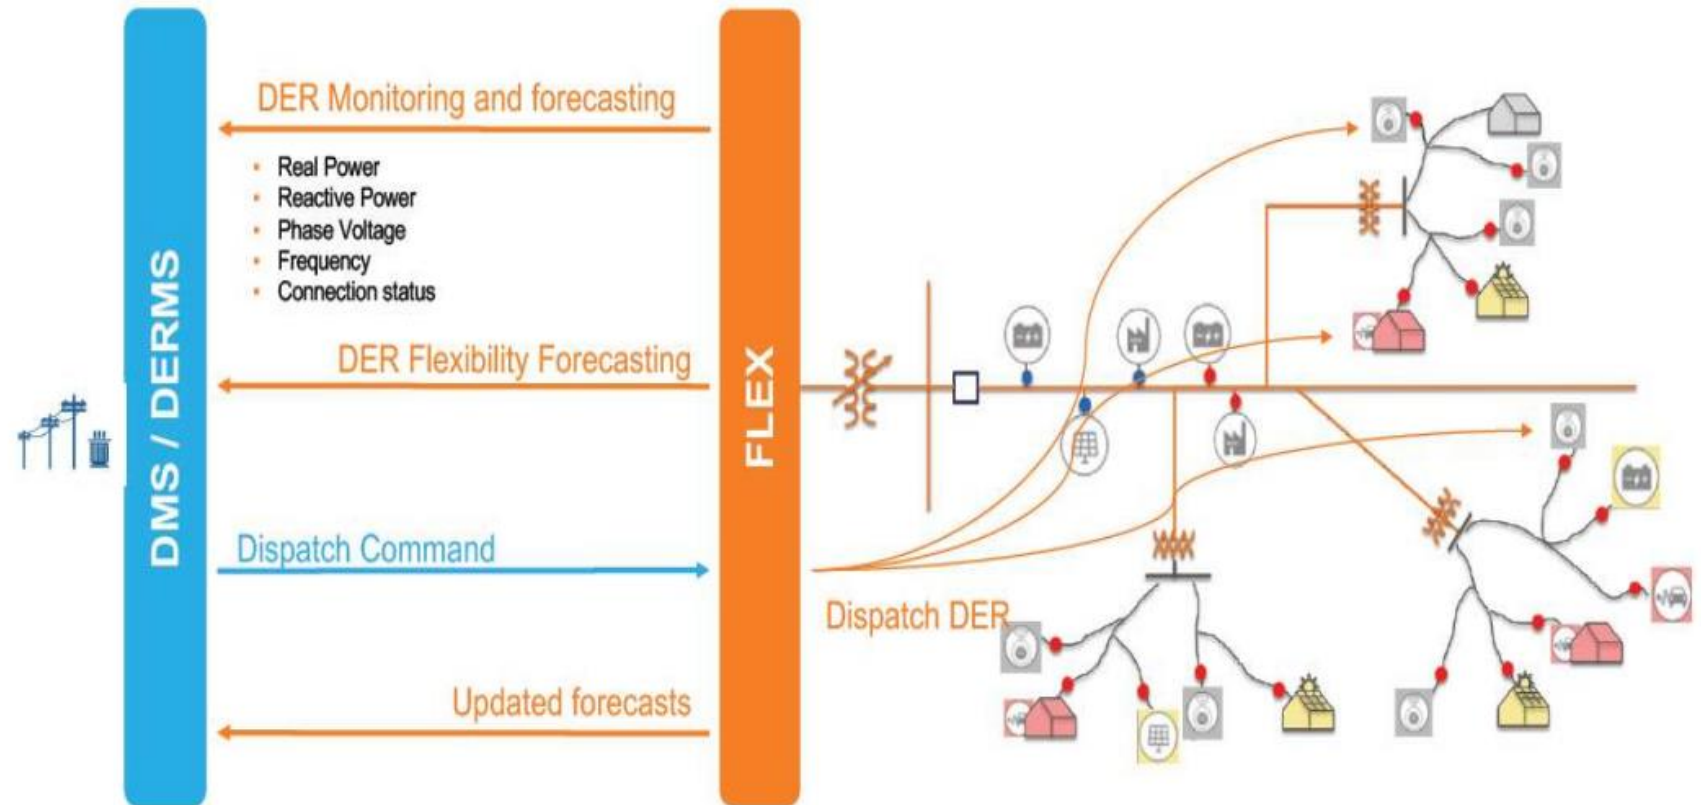 DER Monitoring and forecasting
Real Power
Reactive Power
Phase Voltage
Frequency
Connection status
DER Flexibility Forecasting
Dispatch Command
Updated forecasts
DMS / DERMS
FLEX
Dispatch DER